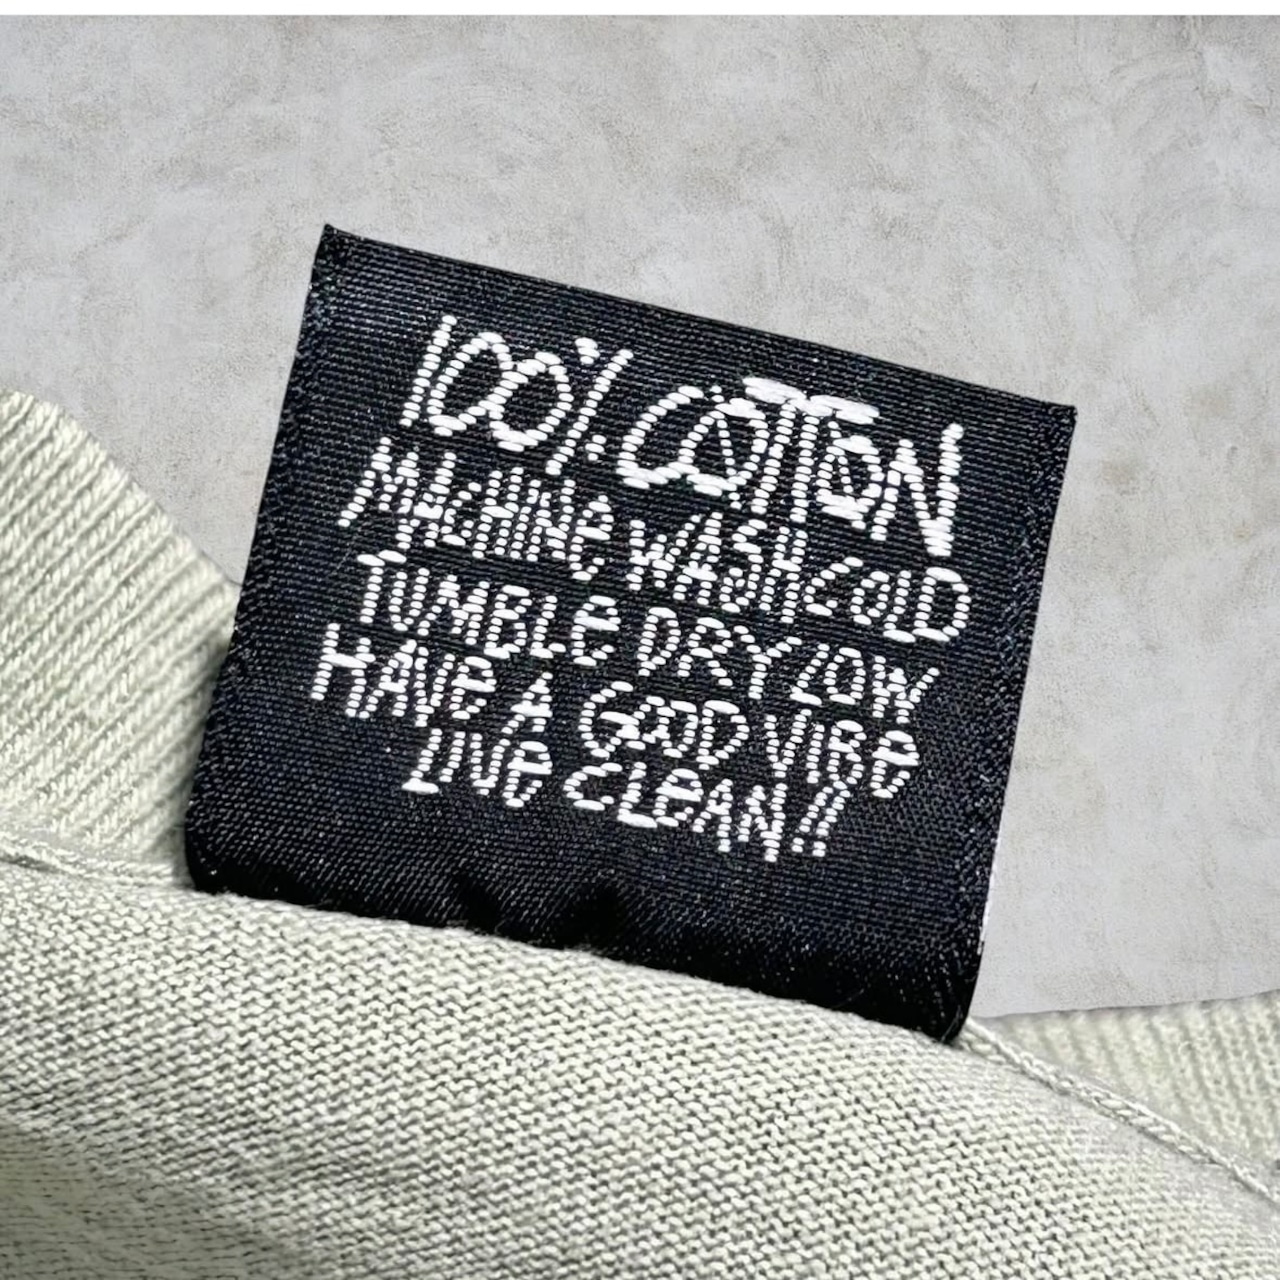 100% COTTON
MACHINE WASH COLD
TUMBLE DRY LOW
HAVE A GOOD VIBE
LIVE CLEAN!!